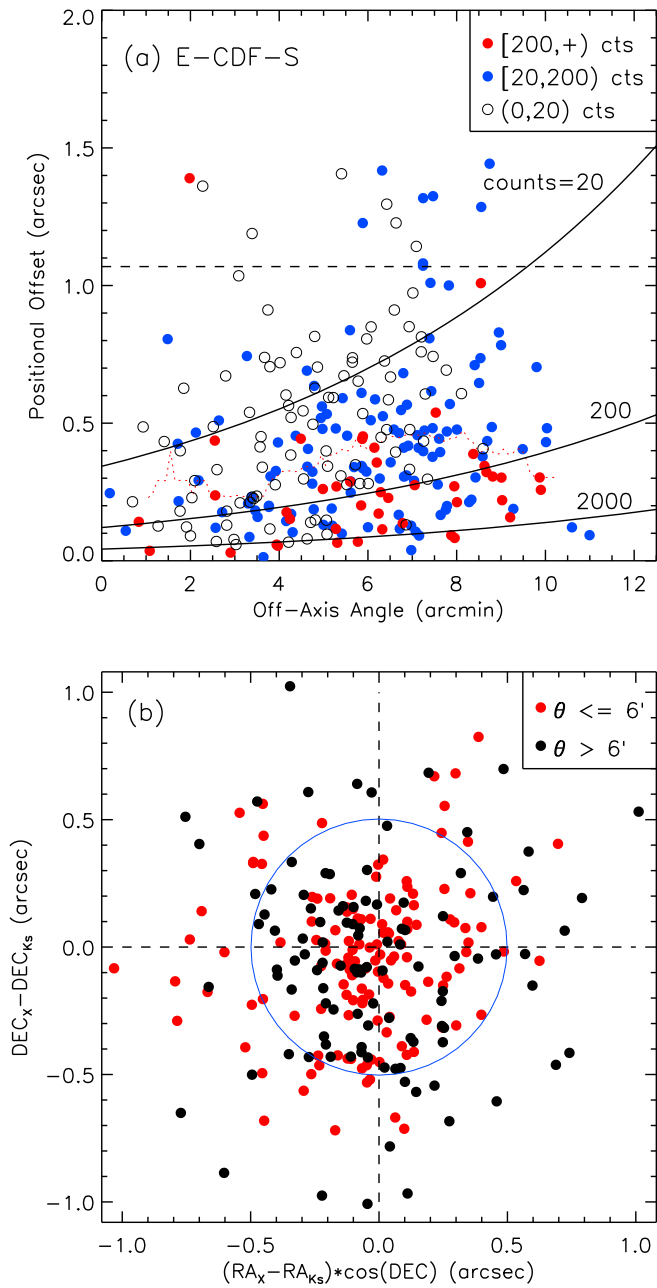 (a) E-CDF-S
[200,+) cts
[20,200) cts
(0,20) cts
counts=20
200
2000
2.0
1.5
1.0
0.5
0.0
Positional Offset (arcsec)
0 2 4 6 8 10 12
Off-Axis Angle (arcmin)
(b)
θ <= 6'
θ > 6'
1.0
0.5
0.0
-0.5
-1.0
DECX-DECKs (arcsec)
-1.0 -0.5 0.0 0.5 1.0
(RAX-RAKs)*cos(DEC) (arcsec)